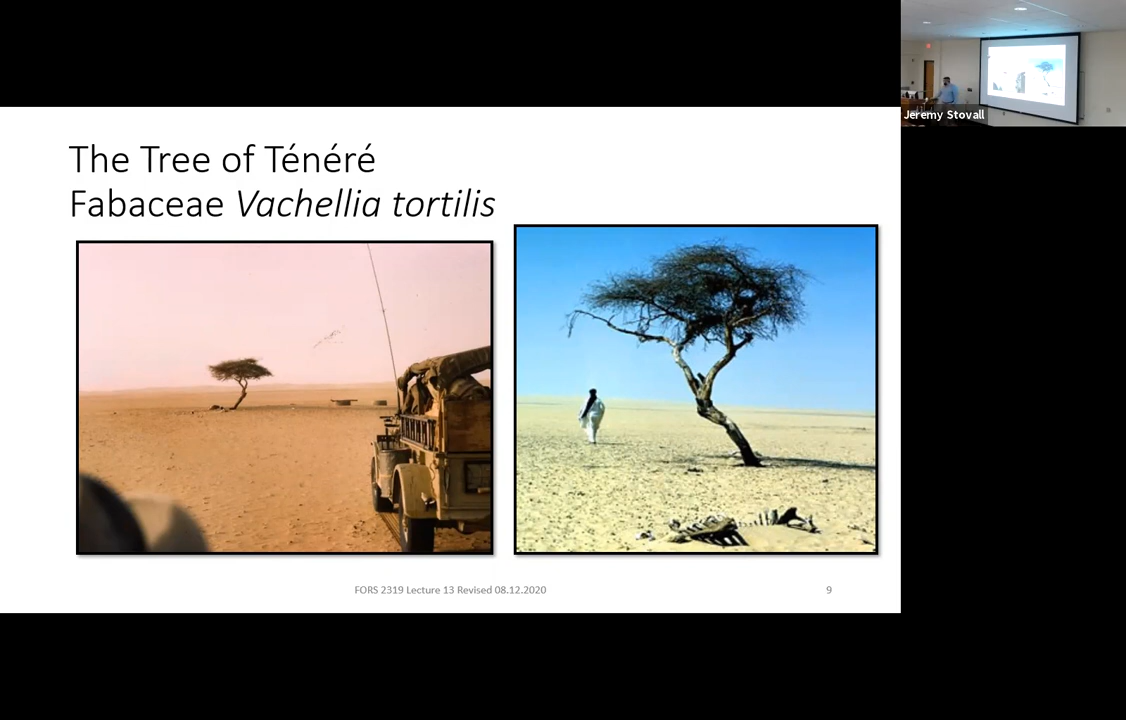 The Tree of Ténéré
Fabaceae Vachellia tortilis
FORS 2319 Lecture 13 Revised 08.12.2020
9
Jeremy Stovall